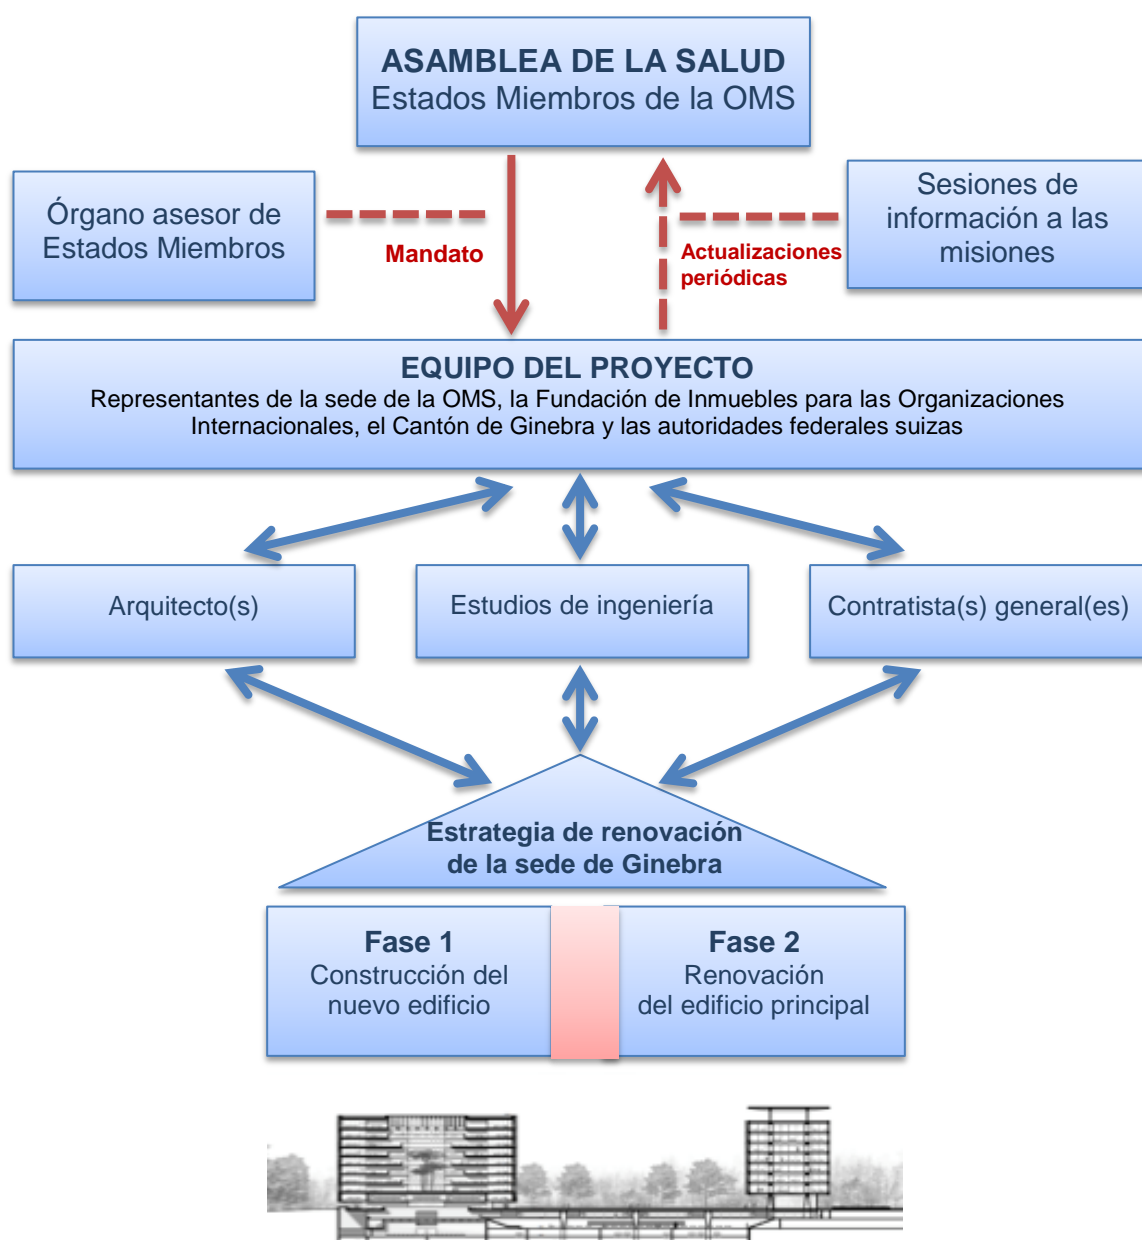 ASAMBLEA DE LA SALUD
Estados Miembros de la OMS
Órgano asesor de
Estados Miembros
Mandato
Actualizaciones
periódicas
Sesiones de
información a las
misiones
EQUIPO DEL PROYECTO
Representantes de la sede de la OMS, la Fundación de Inmuebles para las Organizaciones
Internacionales, el Cantón de Ginebra y las autoridades federales suizas
Arquitecto(s)
Estudios de ingeniería
Contratista(s) general(es)
Estrategia de renovación
de la sede de Ginebra
Fase 1
Construcción del
nuevo edificio
Fase 2
Renovación
del edificio principal